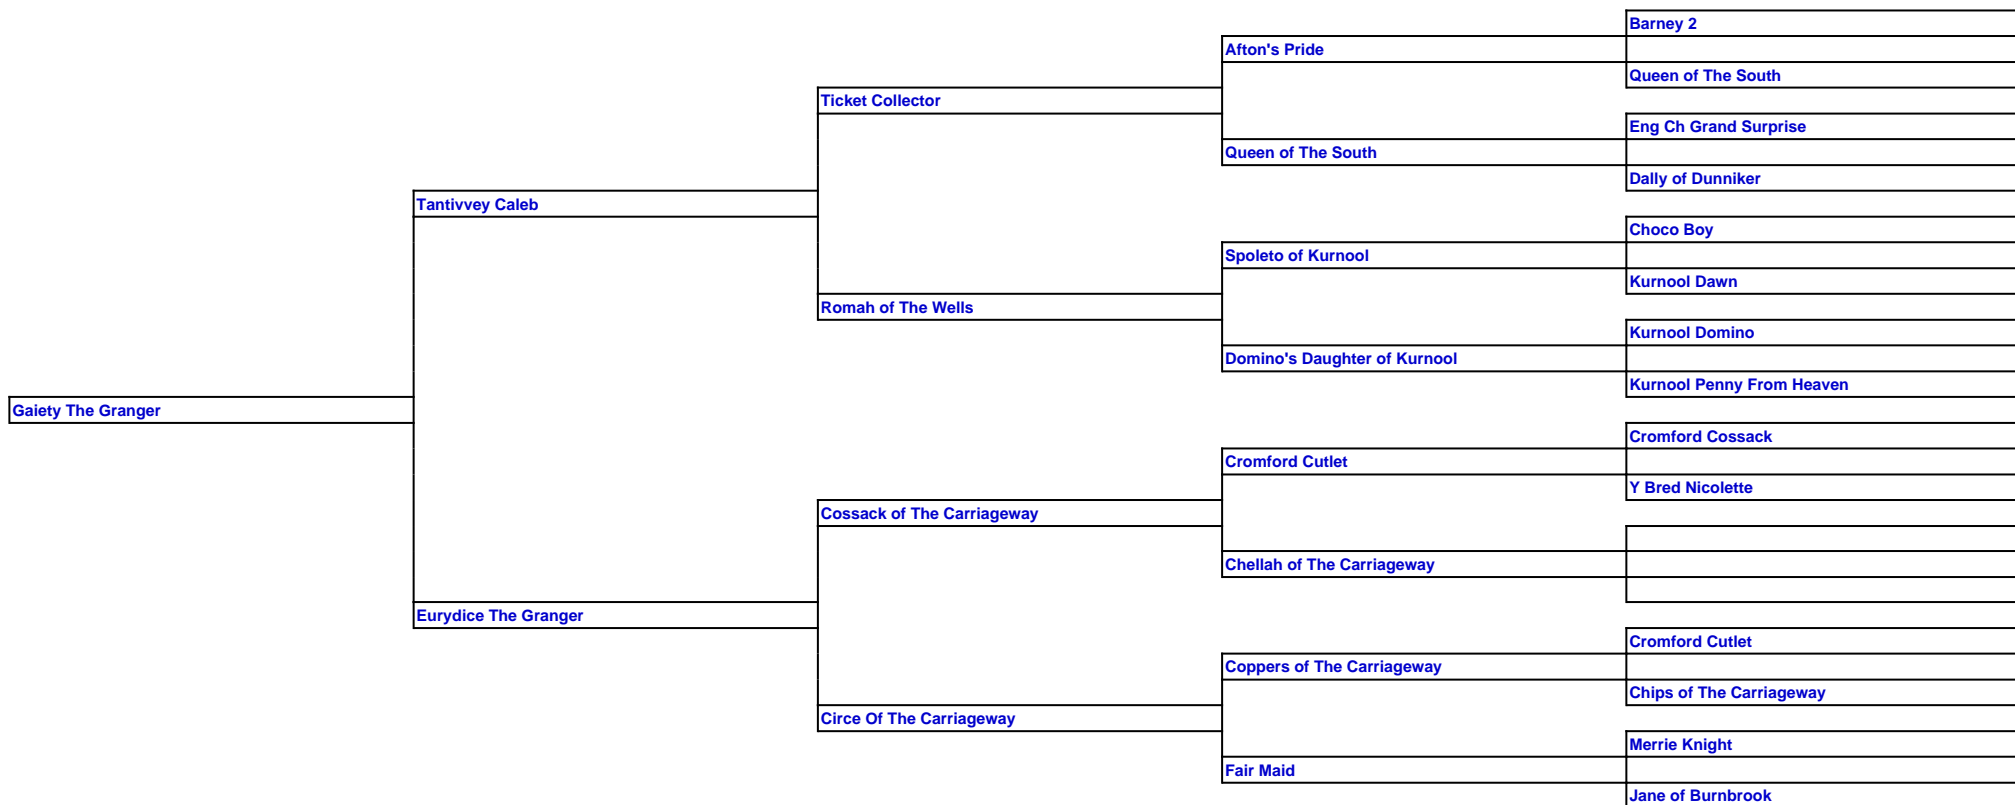 Barney 2
Afton's Pride
Queen of The South
Ticket Collector
Eng Ch Grand Surprise
Queen of The South
Dally of Dunniker
Tantivvey Caleb
Choco Boy
Spoleto of Kurnool
Kurnool Dawn
Romah of The Wells
Kurnool Domino
Domino's Daughter of Kurnool
Kurnool Penny From Heaven
Gaiety The Granger
Cromford Cossack
Cromford Cutlet
Y Bred Nicolette
Cossack of The Carriageway
Chellah of The Carriageway
Eurydice The Granger
Cromford Cutlet
Coppers of The Carriageway
Chips of The Carriageway
Circe Of The Carriageway
Merrie Knight
Fair Maid
Jane of Burnbrook